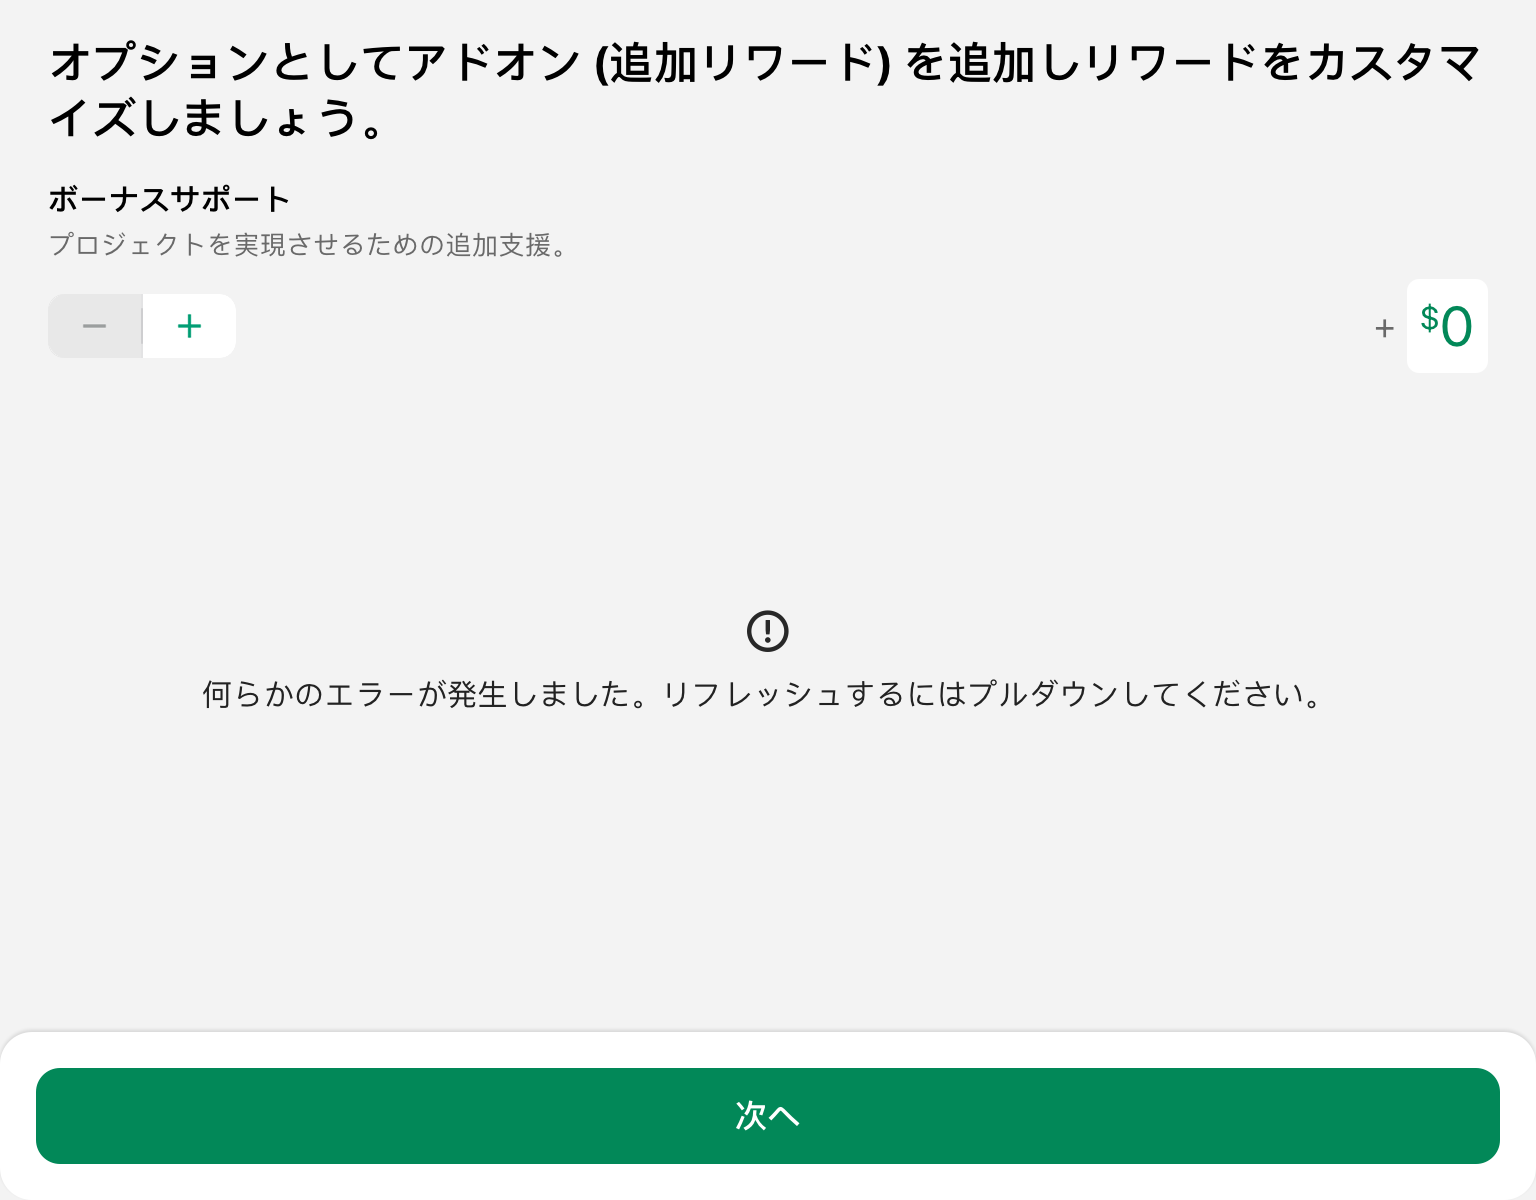 オプションとしてアドオン (追加リワード) を追加しリワードをカスタマ
イズしましょう。
ボーナスサポート
プロジェクトを実現させるための追加支援。
− +
+ $0
何らかのエラーが発生しました。リフレッシュするにはプルダウンしてください。
次へ